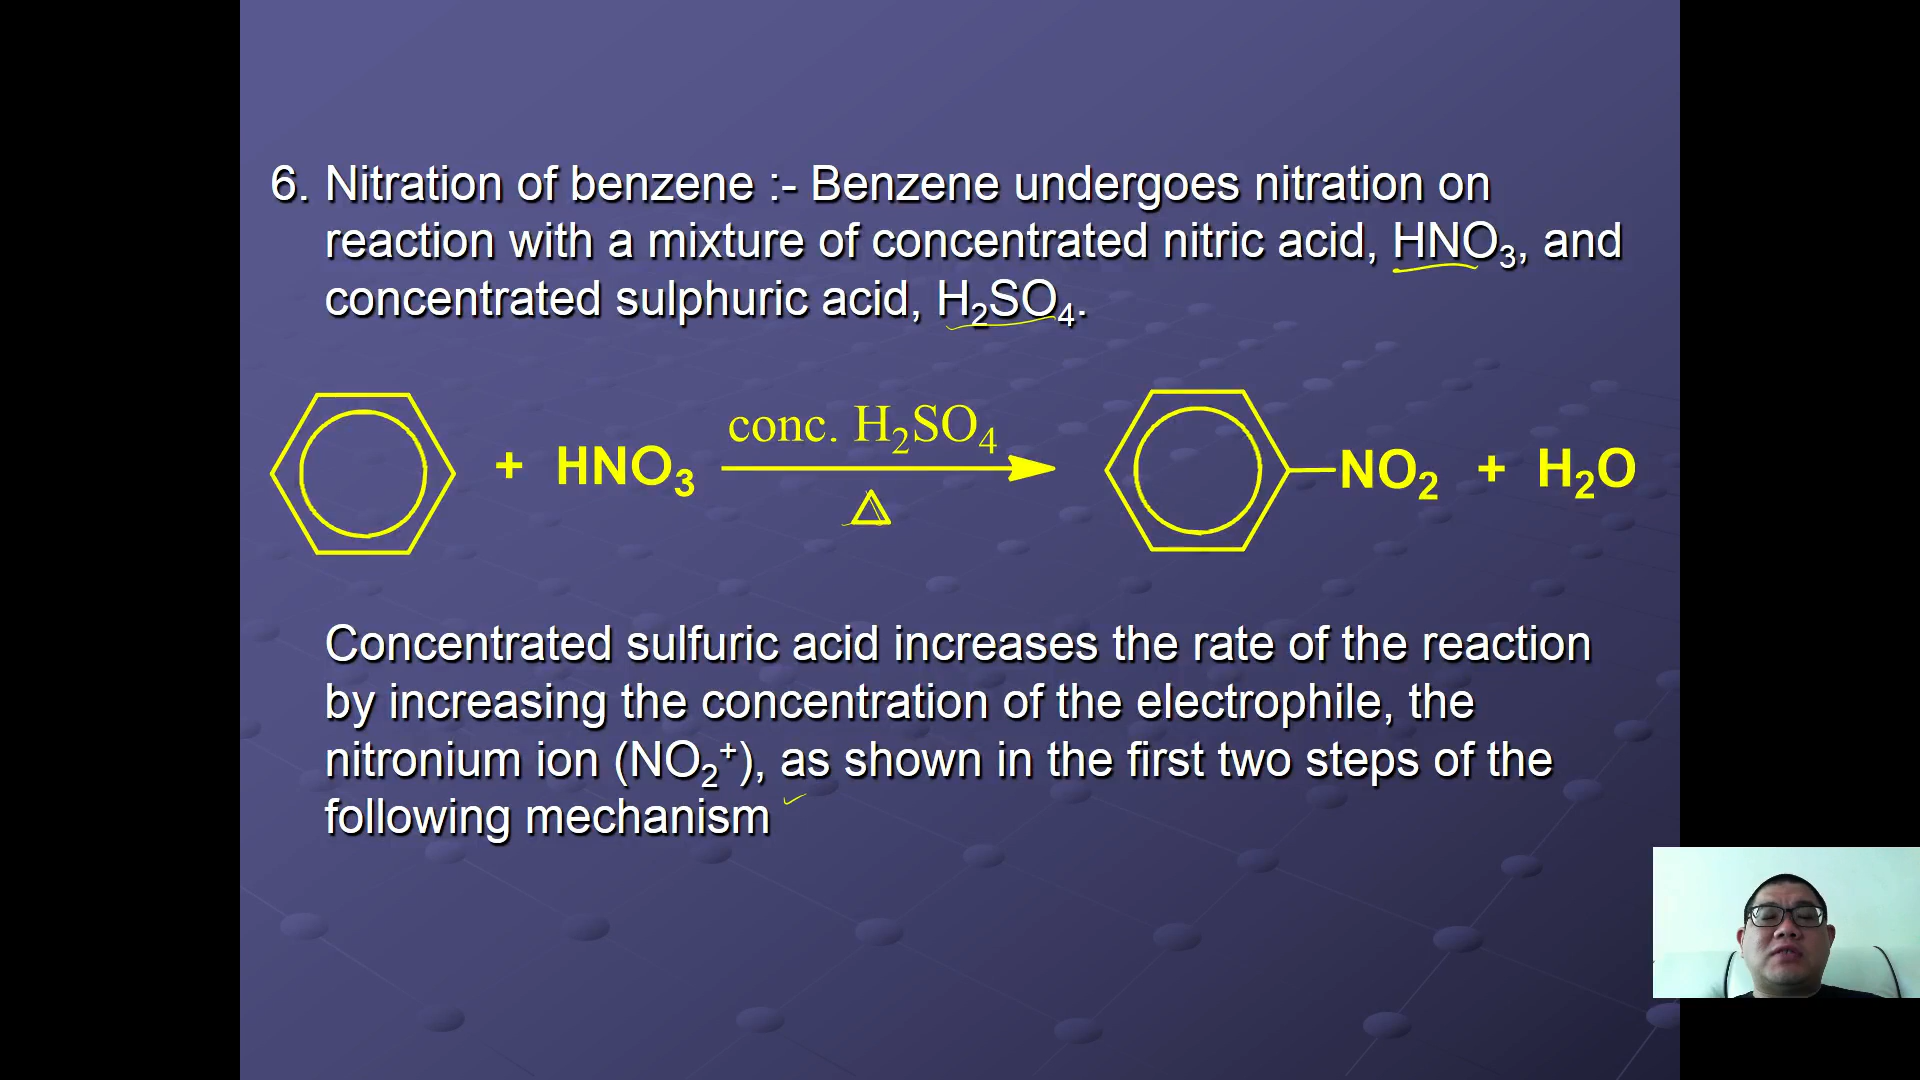 6. Nitration of benzene :- Benzene undergoes nitration on
reaction with a mixture of concentrated nitric acid, HNO₃, and
concentrated sulphuric acid, H₂SO₄.
+ HNO₃ conc. H₂SO₄ Δ NO₂ + H₂O
Concentrated sulfuric acid increases the rate of the reaction
by increasing the concentration of the electrophile, the
nitronium ion (NO₂⁺), as shown in the first two steps of the
following mechanism